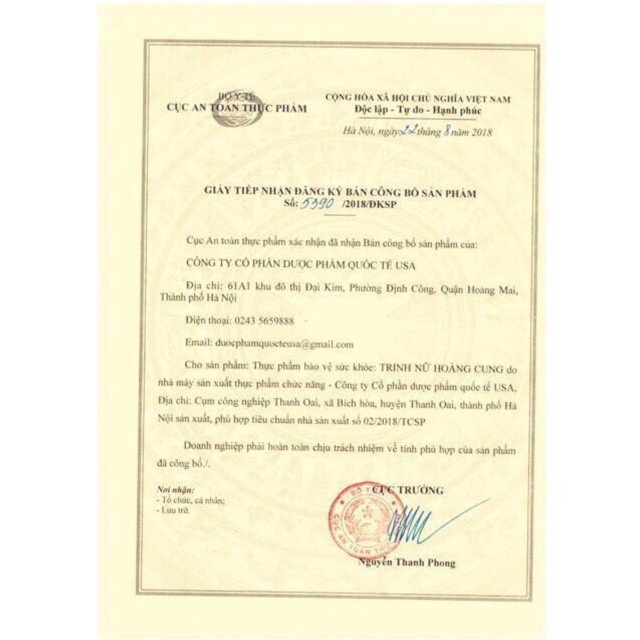 BỘ Y TẾ
CỤC AN TOÀN THỰC PHẨM
CỘNG HÒA XÃ HỘI CHỦ NGHĨA VIỆT NAM
Độc lập - Tự do - Hạnh phúc
Hà Nội, ngày 22 tháng 8 năm 2018
GIẤY TIẾP NHẬN ĐĂNG KÝ BẢN CÔNG BỐ SẢN PHẨM
Số: 5390 /2018/ĐKSP
Cục An toàn thực phẩm xác nhận đã nhận Bản công bố sản phẩm của:
CÔNG TY CỔ PHẦN DƯỢC PHẨM QUỐC TẾ USA
Địa chỉ: 61A1 khu đô thị Đại Kim, Phường Định Công, Quận Hoàng Mai,
Thành phố Hà Nội
Điện thoại: 0243 5659888
Email: duocphamquocteusa@gmail.com
Cho sản phẩm: Thực phẩm bảo vệ sức khỏe: TRINH NỮ HOÀNG CUNG do
nhà máy sản xuất thực phẩm chức năng - Công ty Cổ phần dược phẩm quốc tế USA,
Địa chỉ: Cụm công nghiệp Thanh Oai, xã Bích hòa, huyện Thanh Oai, thành phố Hà
Nội sản xuất, phù hợp tiêu chuẩn nhà sản xuất số 02/2018/TCSP
Doanh nghiệp phải hoàn toàn chịu trách nhiệm về tính phù hợp của sản phẩm
đã công bố./.
Nơi nhận:
- Tổ chức, cá nhân;
- Lưu trữ.
CỤC TRƯỞNG
BỘ Y TẾ
CỤC AN TOÀN THỰC
Nguyễn Thanh Phong